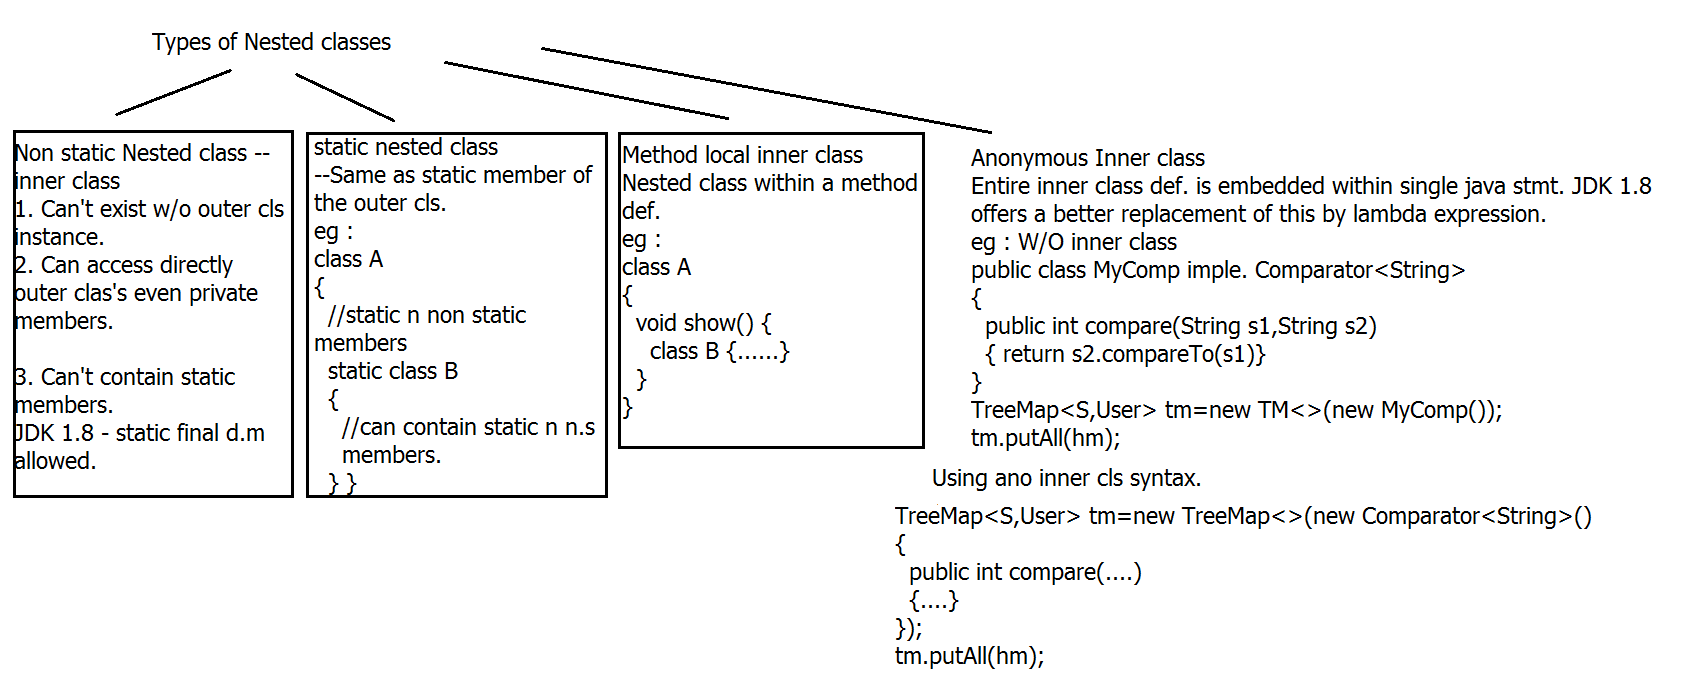 Types of Nested classes
Non static Nested class --
inner class
1. Can't exist w/o outer cls
instance.
2. Can access directly
outer clas's even private
members.
3. Can't contain static
members.
JDK 1.8 - static final d.m
allowed.
static nested class
--Same as static member of
the outer cls.
eg :
class A
{
//static n non static
members
static class B
{
//can contain static n n.s
members.
} }
Method local inner class
Nested class within a method
def.
eg :
class A
{
void show() {
class B {......}
}
}
Anonymous Inner class
Entire inner class def. is embedded within single java stmt. JDK 1.8
offers a better replacement of this by lambda expression.
eg : W/O inner class
public class MyComp imple. Comparator<String>
{
public int compare(String s1,String s2)
{ return s2.compareTo(s1)}
}
TreeMap<S,User> tm=new TM<>(new MyComp());
tm.putAll(hm);
Using ano inner cls syntax.
TreeMap<S,User> tm=new TreeMap<>(new Comparator<String>()
{
public int compare(....)
{....}
});
tm.putAll(hm);